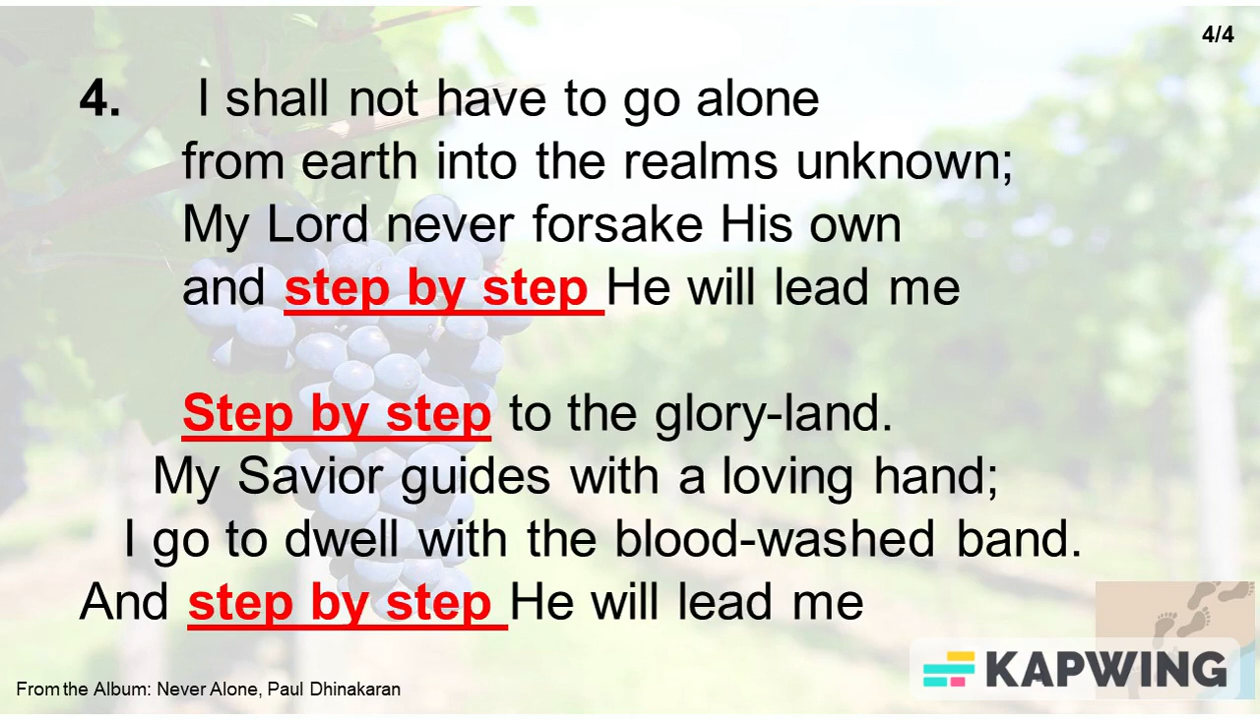 4/4
4. I shall not have to go alone
from earth into the realms unknown;
My Lord never forsake His own
and step by step He will lead me
Step by step to the glory-land.
My Savior guides with a loving hand;
I go to dwell with the blood-washed band.
And step by step He will lead me
From the Album: Never Alone, Paul Dhinakaran
KAPWING